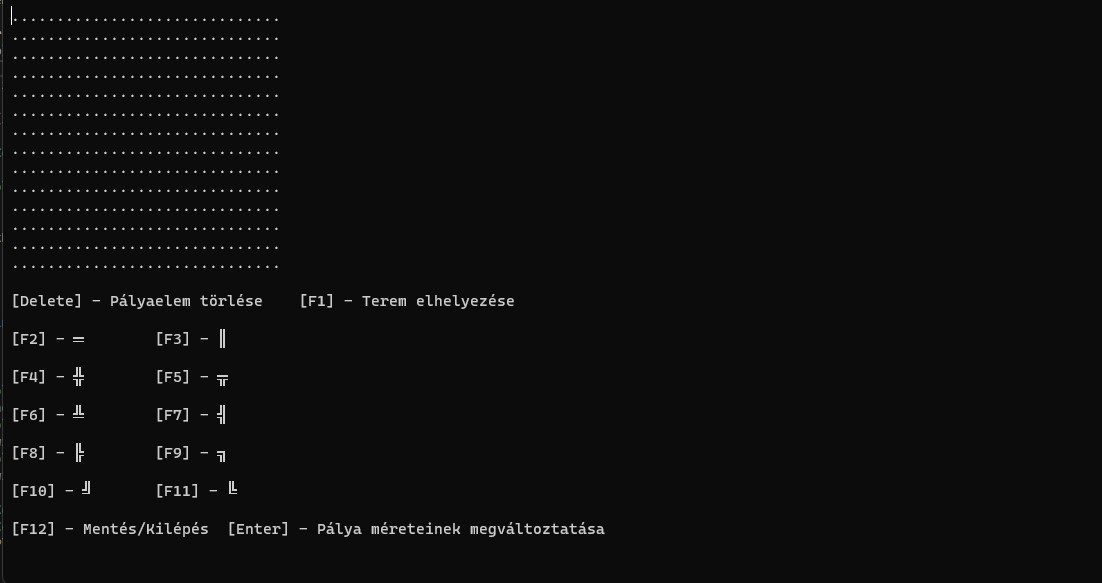 ..............................
..............................
..............................
..............................
..............................
..............................
..............................
..............................
..............................
..............................
..............................
..............................
..............................
..............................
[Delete] - Pályaelem törlése    [F1] - Terem elhelyezése
[F2] - ═        [F3] - ║
[F4] - ╬        [F5] - ╦
[F6] - ╩        [F7] - ╣
[F8] - ╠        [F9] - ╗
[F10] - ╝       [F11] - ╚
[F12] - Mentés/Kilépés  [Enter] - Pálya méreteinek megváltoztatása